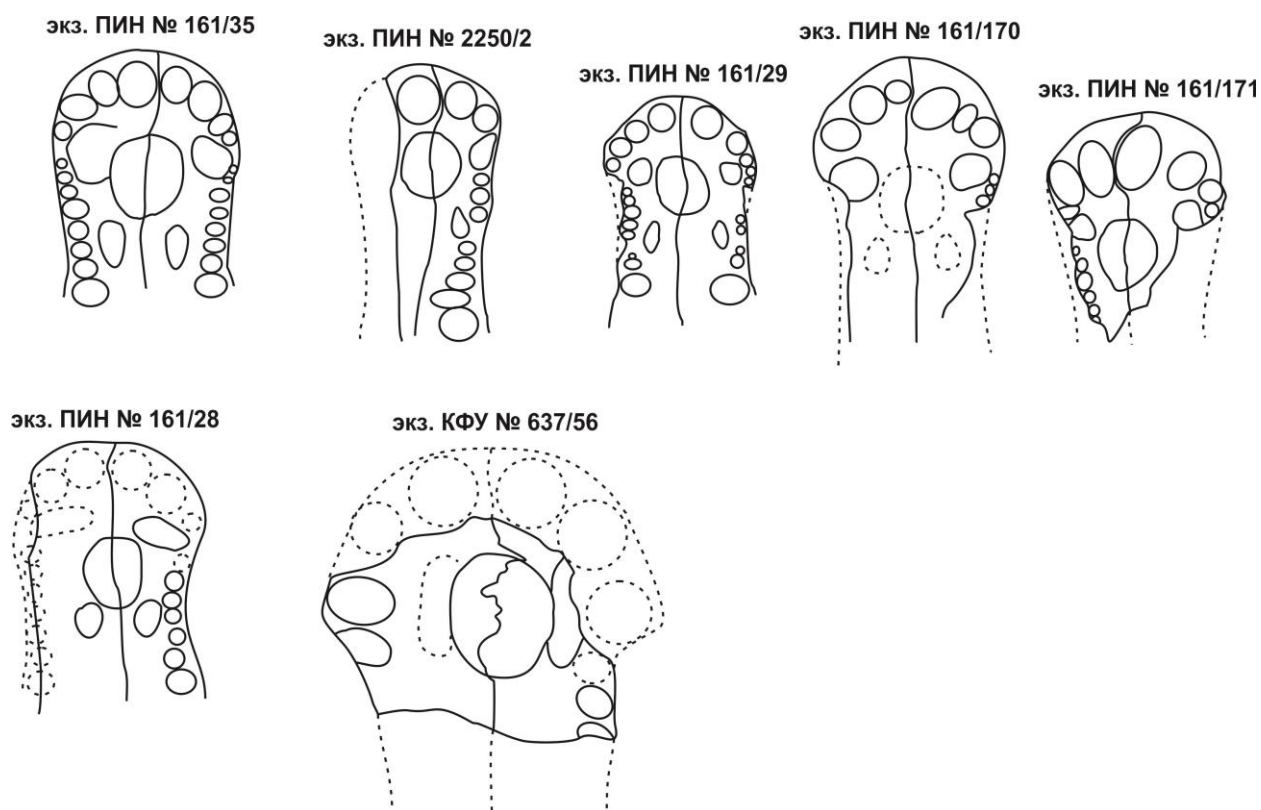 экз. ПИН № 161/35
экз. ПИН № 2250/2
экз. ПИН № 161/29
экз. ПИН № 161/170
экз. ПИН № 161/171
экз. ПИН № 161/28
экз. КФУ № 637/56